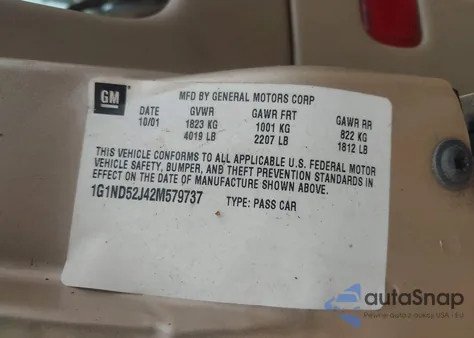 GM
MFD BY GENERAL MOTORS CORP
DATE GVWR GAWR FRT GAWR RR
10/01 1823 KG 1001 KG 822 KG
4019 LB 2207 LB 1812 LB
THIS VEHICLE CONFORMS TO ALL APPLICABLE U.S. FEDERAL MOTOR
VEHICLE SAFETY, BUMPER, AND THEFT PREVENTION STANDARDS IN
EFFECT ON THE DATE OF MANUFACTURE SHOWN ABOVE.
1G1ND52J42M579737 TYPE: PASS CAR
autoSnap